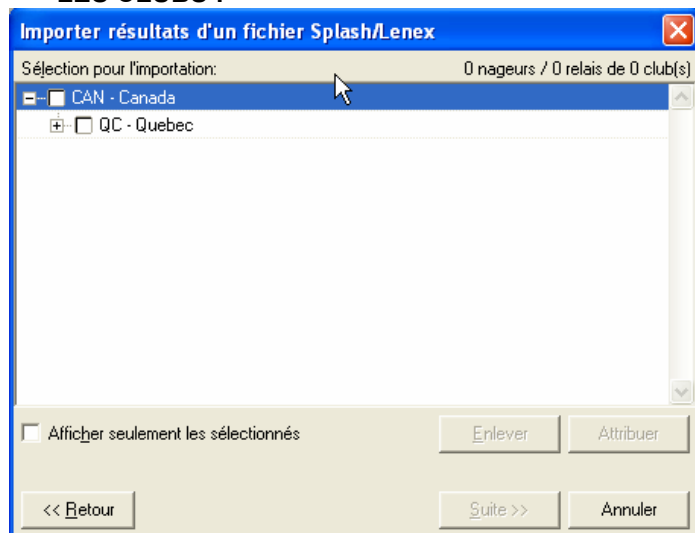 Importer résultats d'un fichier Splash/Lenex
Sélection pour l'importation: 0 nageurs / 0 relais de 0 club(s)
CAN - Canada
QC - Quebec
Afficher seulement les sélectionnés Enlever Attribuer
<< Retour Suite >> Annuler